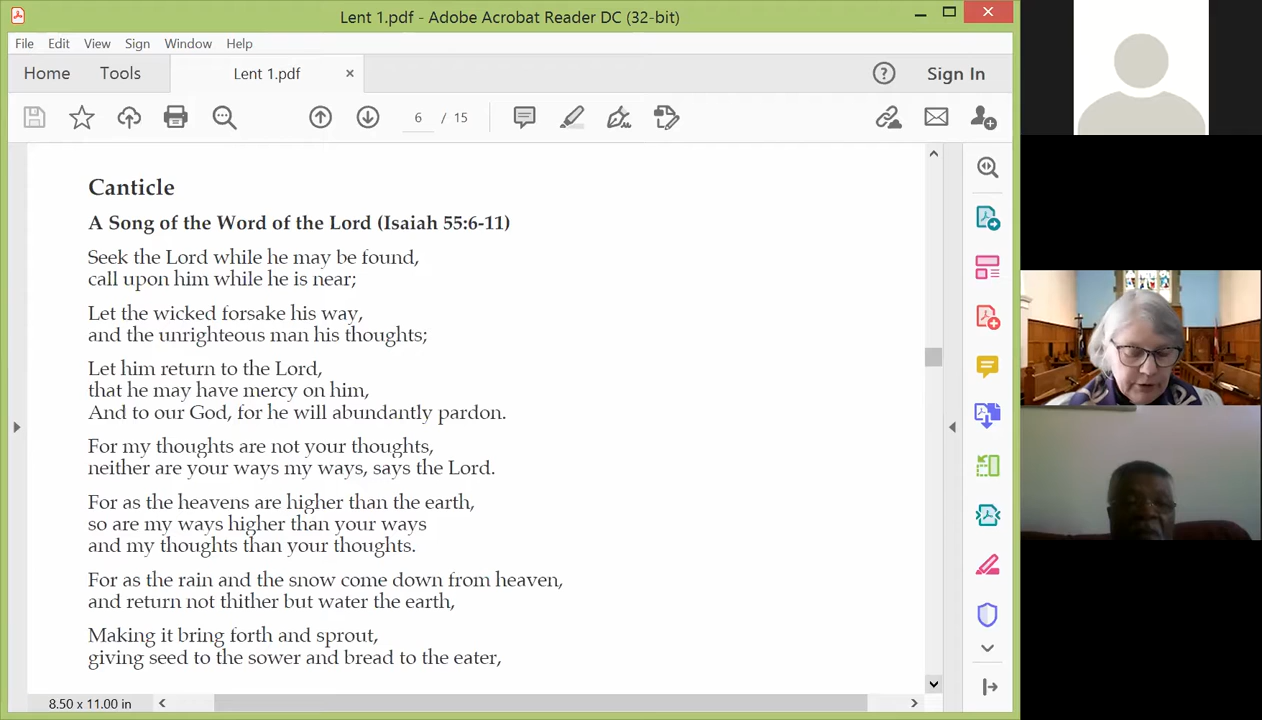 Lent 1.pdf - Adobe Acrobat Reader DC (32-bit)
File Edit View Sign Window Help
Home Tools Lent 1.pdf × Sign In
6 / 15
Canticle
A Song of the Word of the Lord (Isaiah 55:6-11)
Seek the Lord while he may be found,
call upon him while he is near;
Let the wicked forsake his way,
and the unrighteous man his thoughts;
Let him return to the Lord,
that he may have mercy on him,
And to our God, for he will abundantly pardon.
For my thoughts are not your thoughts,
neither are your ways my ways, says the Lord.
For as the heavens are higher than the earth,
so are my ways higher than your ways
and my thoughts than your thoughts.
For as the rain and the snow come down from heaven,
and return not thither but water the earth,
Making it bring forth and sprout,
giving seed to the sower and bread to the eater,
8.50 x 11.00 in